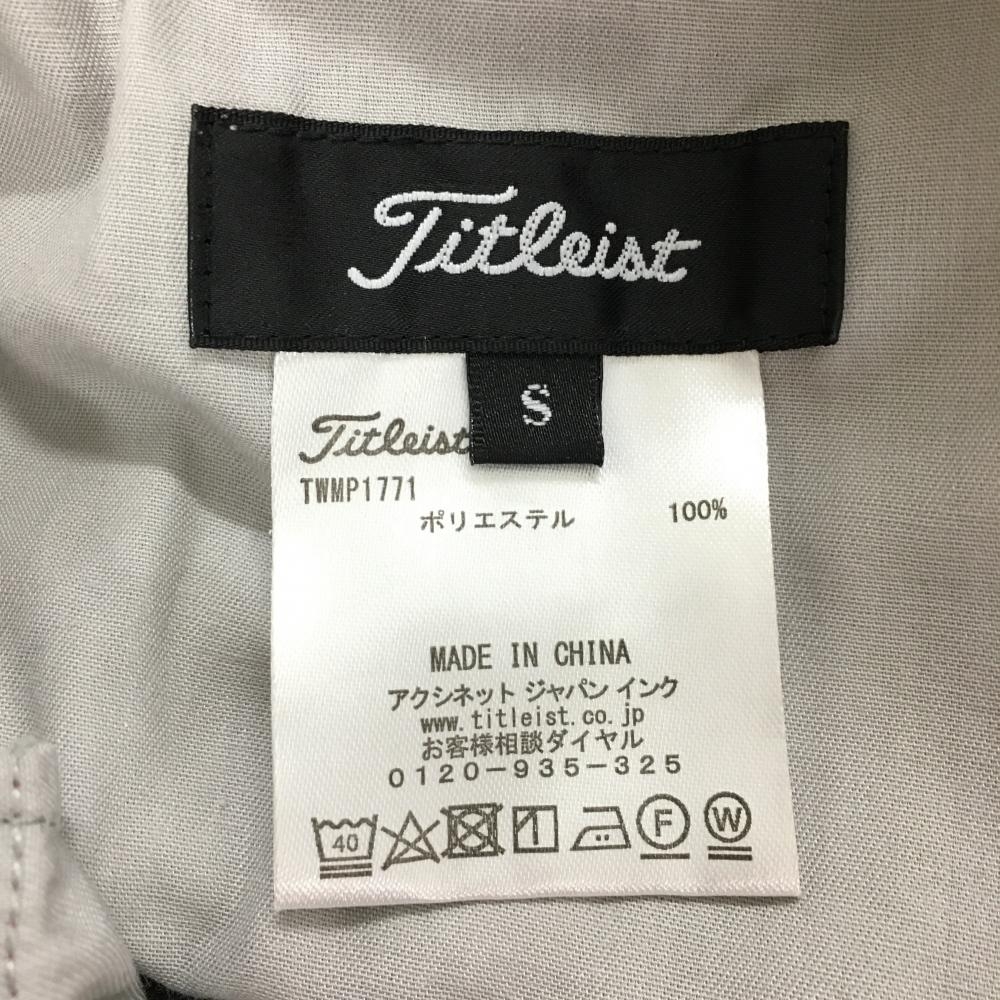 Titleist
S
Titleist
TWMP1771
ポリエステル 100%
MADE IN CHINA
アクシネット ジャパン インク
www.titleist.co.jp
お客様相談ダイヤル
0120-935-325
40 F W